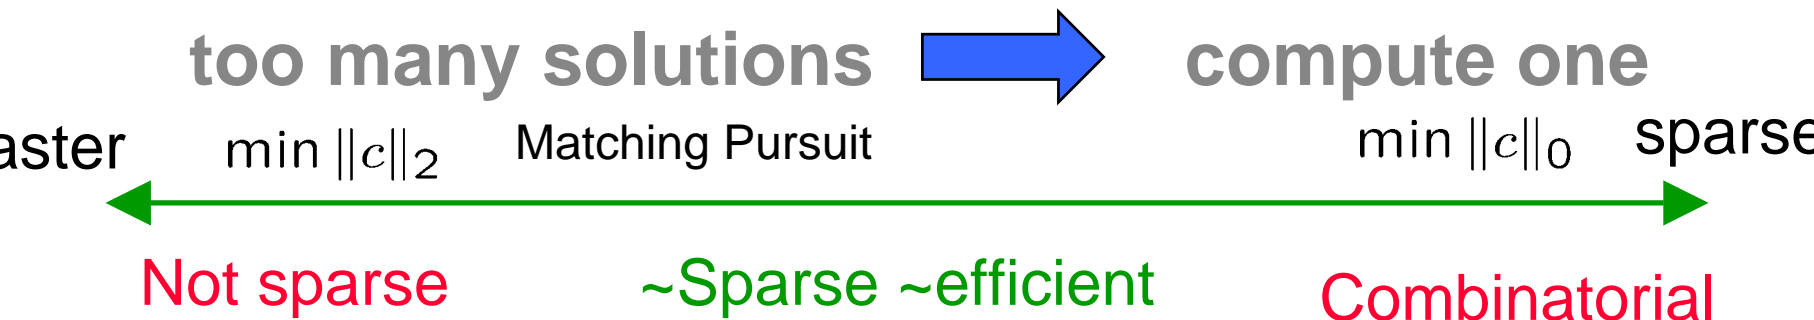 too many solutions compute one
aster min ‖c‖₂ Matching Pursuit min ‖c‖₀ sparse
Not sparse ~Sparse ~efficient Combinatorial